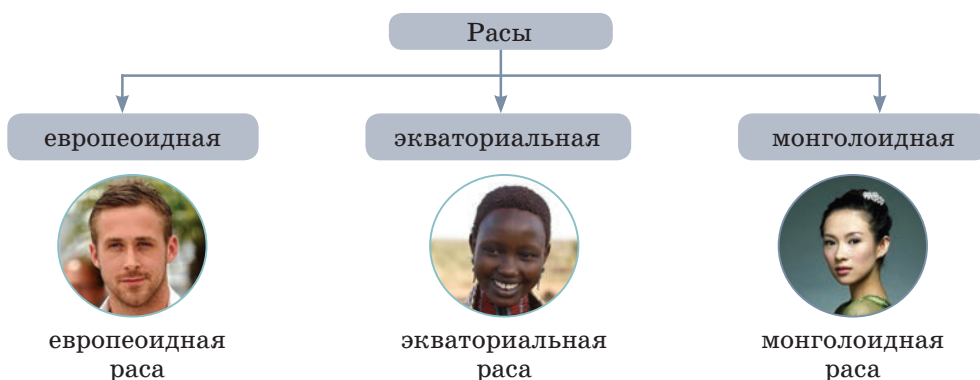 Расы
европеоидная
экваториальная
монголоидная
европеоидная
раса
экваториальная
раса
монголоидная
раса